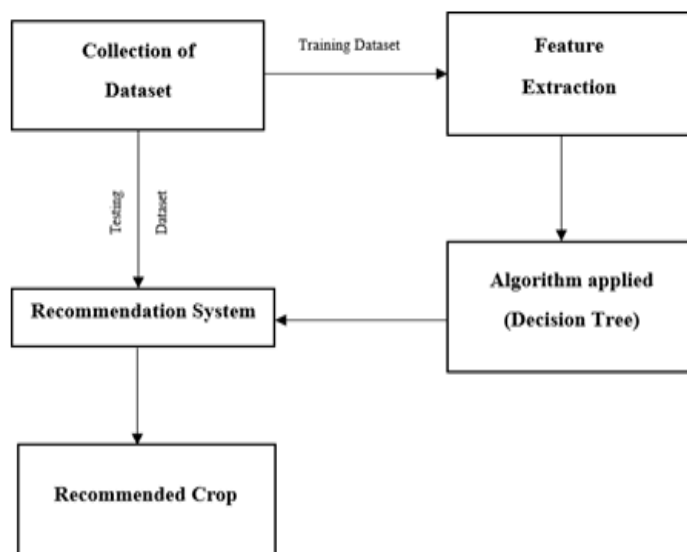 Collection of
Dataset
Training Dataset
Feature
Extraction
Testing
Dataset
Algorithm applied
(Decision Tree)
Recommendation System
Recommended Crop